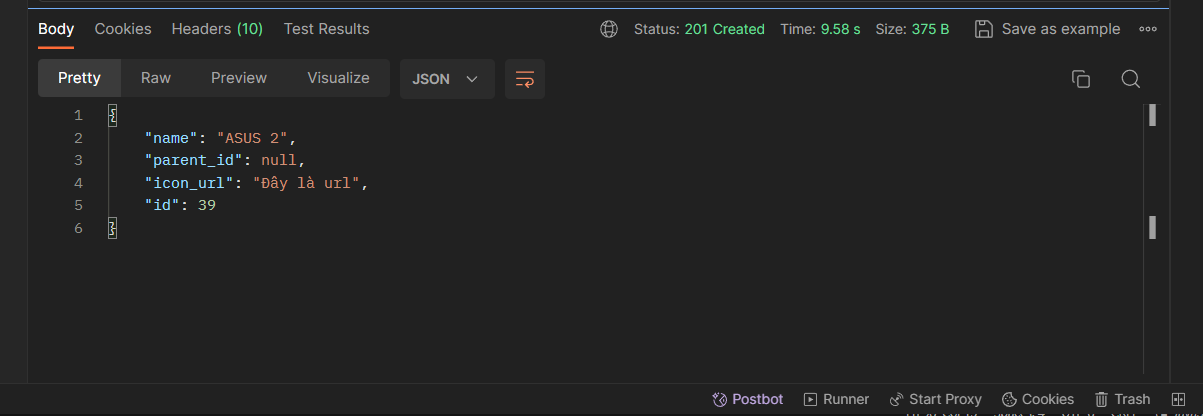 Body Cookies Headers (10) Test Results Status: 201 Created Time: 9.58 s Size: 375 B Save as example
Pretty Raw Preview Visualize JSON
1 {
2 "name": "ASUS 2",
3 "parent_id": null,
4 "icon_url": "Đây là url",
5 "id": 39
6 }
Postbot Runner Start Proxy Cookies Trash